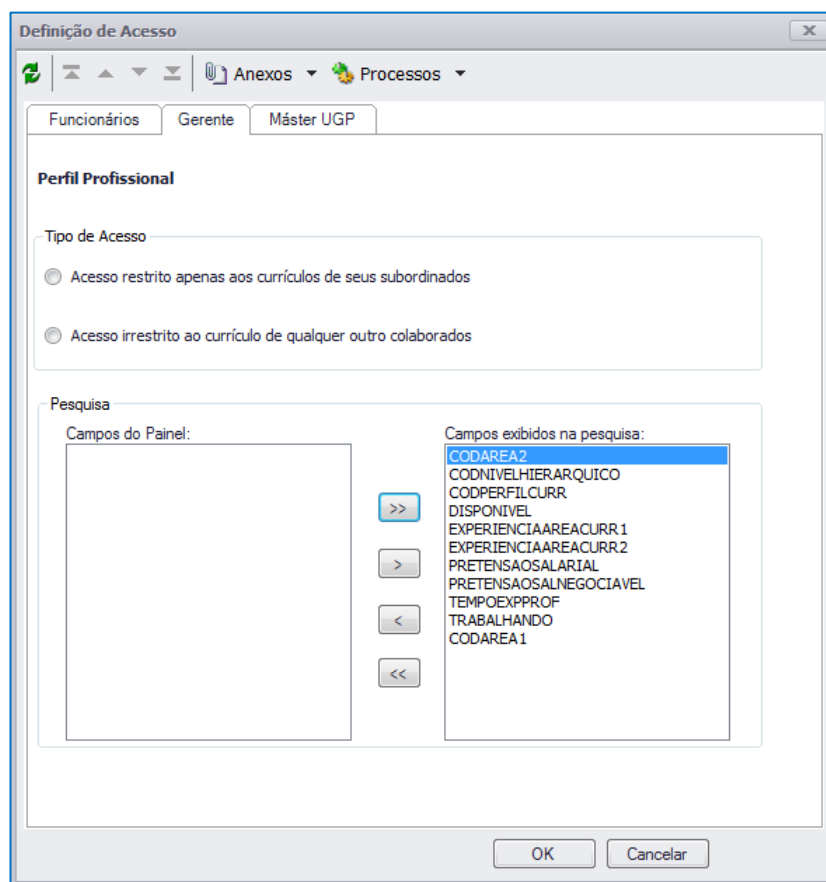 Definição de Acesso
Anexos Processos
Funcionários Gerente Máster UGP
Perfil Profissional
Tipo de Acesso
Acesso restrito apenas aos currículos de seus subordinados
Acesso irrestrito ao currículo de qualquer outro colaborados
Pesquisa
Campos do Painel:
Campos exibidos na pesquisa:
CODAREA2
CODNIVELHIERARQUICO
CODPERFILCURR
DISPONIVEL
EXPERIENCIAAREACURR1
EXPERIENCIAAREACURR2
PRETENSAOSALARIAL
PRETENSAOSALNEGOCIAVEL
TEMPOEXPPROF
TRABALHANDO
CODAREA1
>>
>
<
<<
OK Cancelar